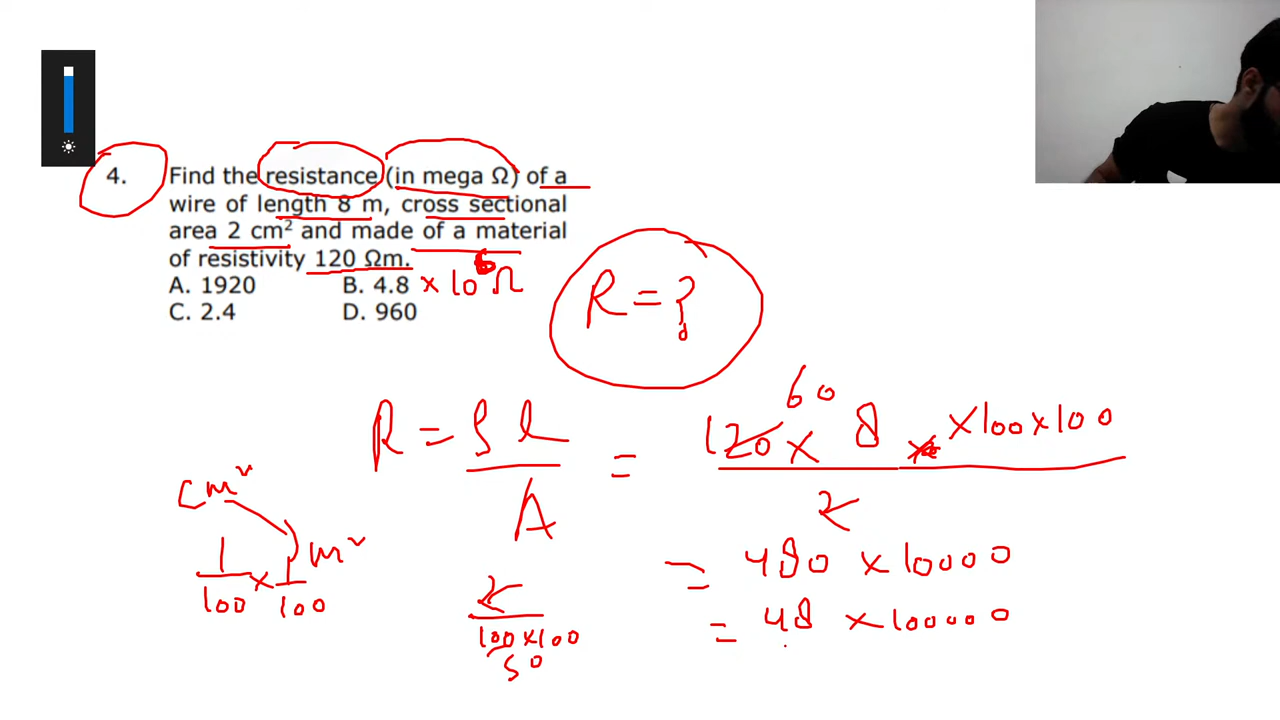 4. Find the resistance (in mega Ω) of a
wire of length 8 m, cross sectional
area 2 cm² and made of a material
of resistivity 120 Ωm.
A. 1920 B. 4.8 × 10⁶ Ω
C. 2.4 D. 960
R = ?
60
R = ρ l / A = 120 × 8 × 100 × 100 / 2
cm²
1/100 × 1/100 m²
2 / 100 × 100
50
= 480 × 10000
= 48 × 100000